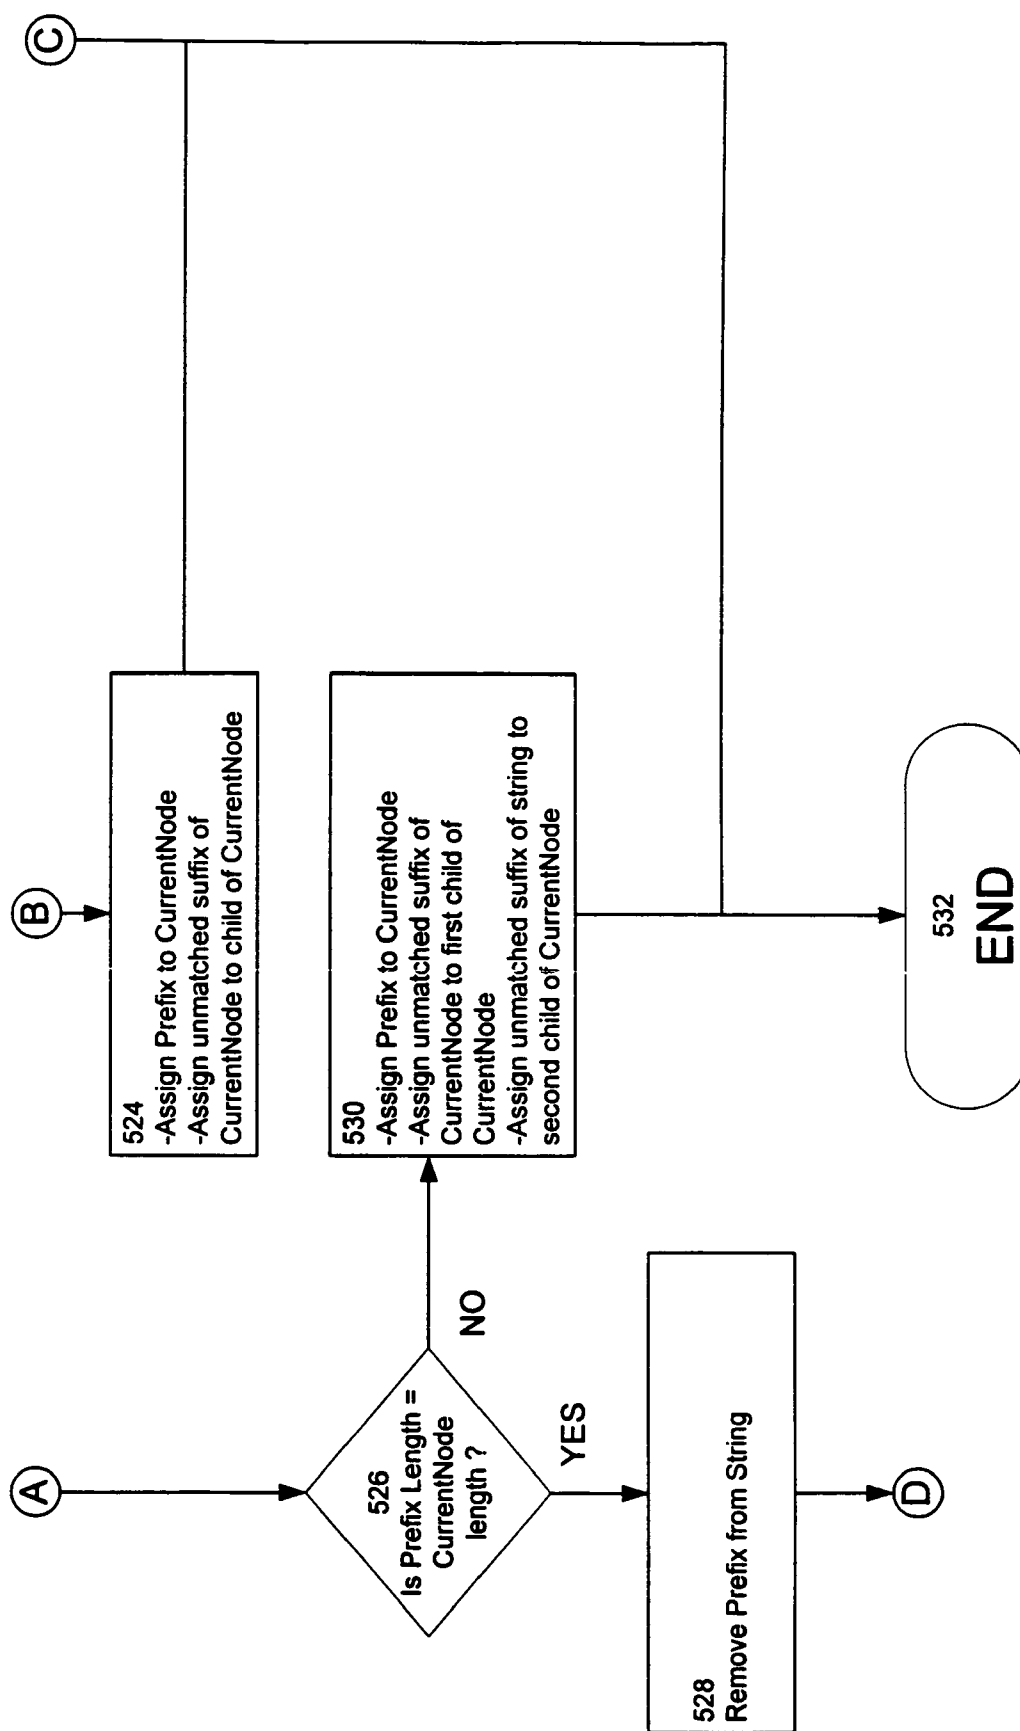 A
B
C
526
Is Prefix Length =
CurrentNode
length ?
NO
YES
524
-Assign Prefix to CurrentNode
-Assign unmatched suffix of
CurrentNode to child of CurrentNode
530
-Assign Prefix to CurrentNode
-Assign unmatched suffix of
CurrentNode to first child of
CurrentNode
-Assign unmatched suffix of string to
second child of CurrentNode
528
Remove Prefix from String
D
532
END